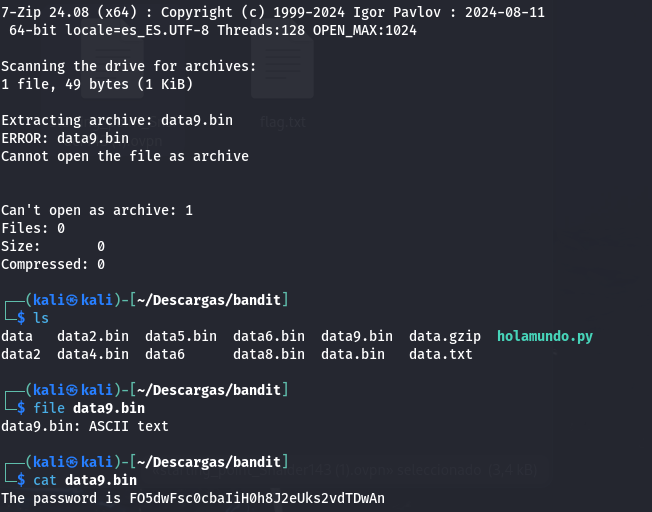 7-Zip 24.08 (x64) : Copyright (c) 1999-2024 Igor Pavlov : 2024-08-11
 64-bit locale=es_ES.UTF-8 Threads:128 OPEN_MAX:1024

Scanning the drive for archives:
1 file, 49 bytes (1 KiB)

Extracting archive: data9.bin
flag.txt
ERROR: data9.bin
Cannot open the file as archive

Can't open as archive: 1
Files: 0
Size:       0
Compressed: 0

┌──(kali㉿kali)-[~/Descargas/bandit]
└─$ ls
data   data2.bin  data5.bin  data6.bin  data9.bin  data.gzip  holamundo.py
data2  data4.bin  data6      data8.bin  data.bin   data.txt

┌──(kali㉿kali)-[~/Descargas/bandit]
└─$ file data9.bin
data9.bin: ASCII text

┌──(kali㉿kali)-[~/Descargas/bandit]
└─$ cat data9.bin
The password is FO5dwFsc0cbaIiH0h8J2eUks2vdTDwAn